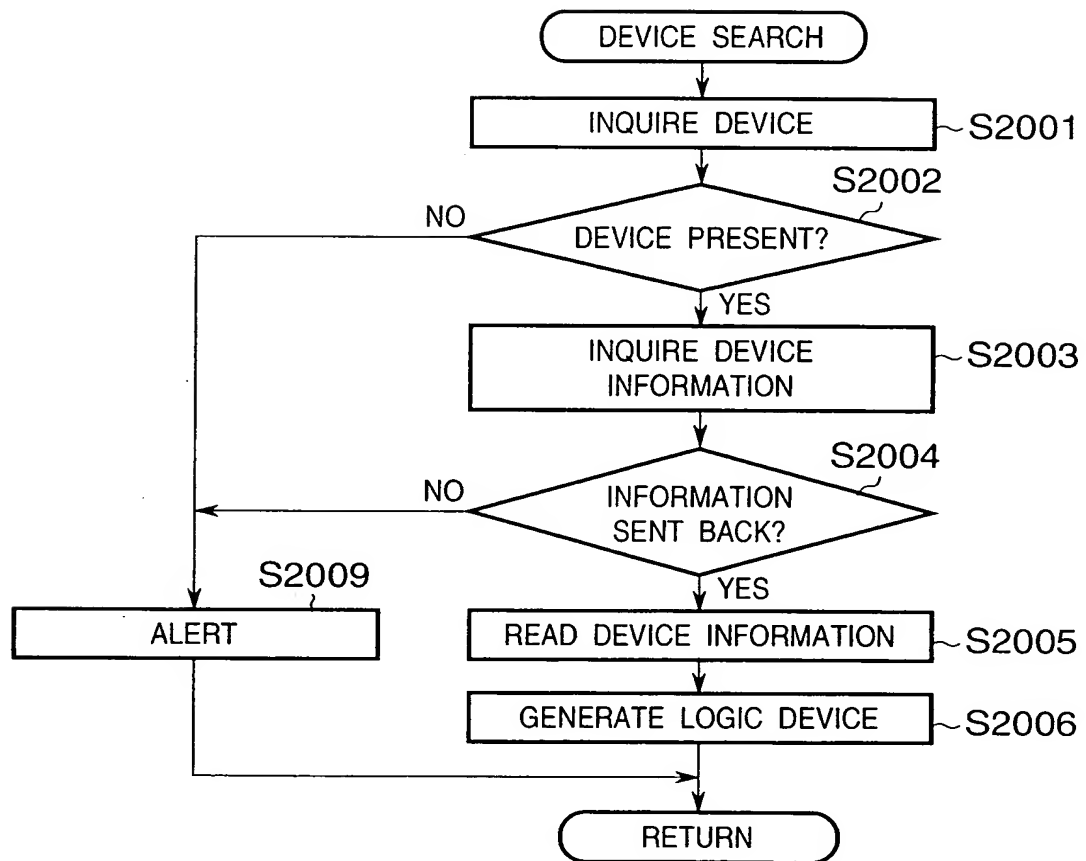 DEVICE SEARCH
INQUIRE DEVICE
S2001
S2002
NO
DEVICE PRESENT?
YES
INQUIRE DEVICE
INFORMATION
S2003
S2004
NO
INFORMATION
SENT BACK?
YES
S2009
ALERT
READ DEVICE INFORMATION
S2005
GENERATE LOGIC DEVICE
S2006
RETURN